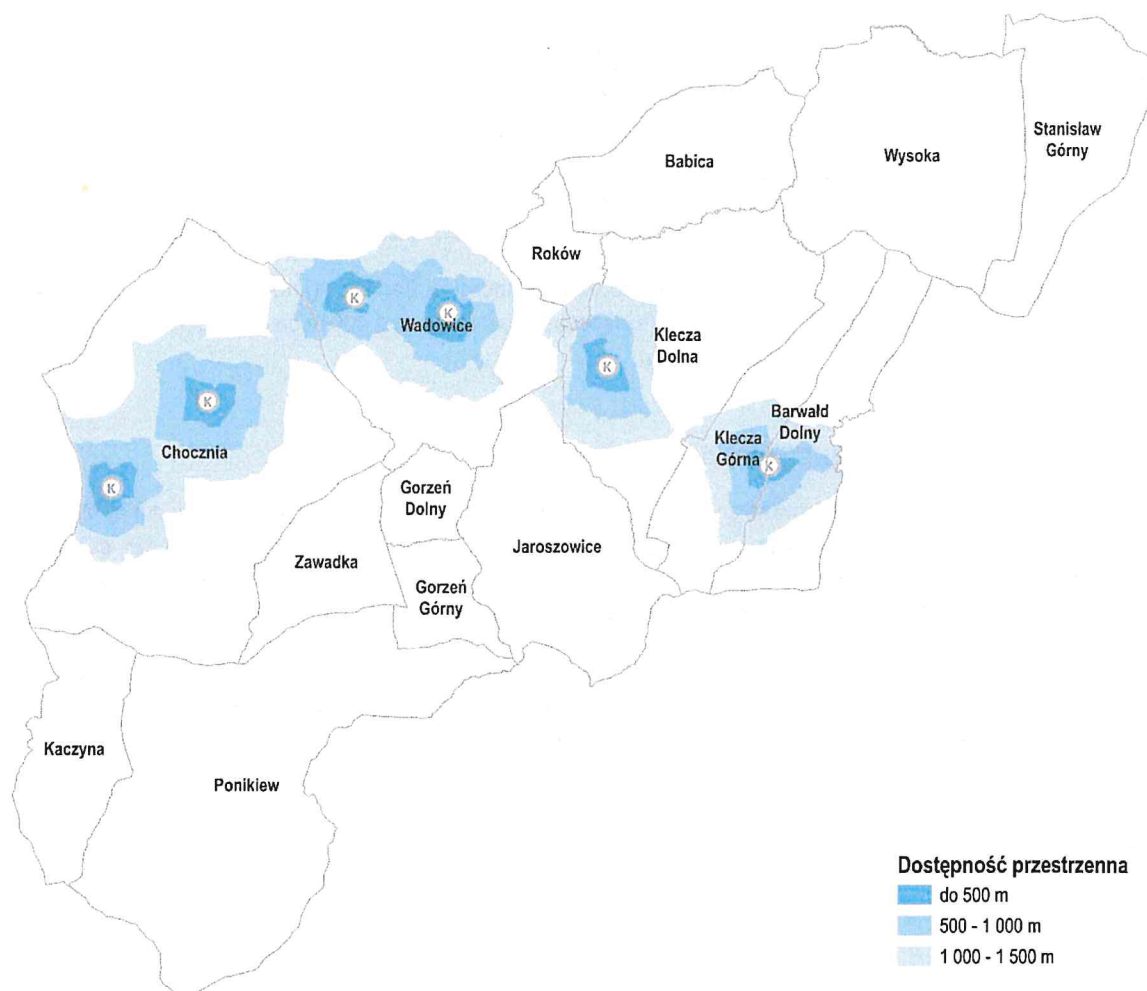 Stanisław
Górny
Wysoka
Babica
Roków
K
K
Wadowice
Klecza
Dolna
K
K
Chocznia
Barwałd
Dolny
Klecza
Górna
K
K
Gorzeń
Dolny
Zawadka
Jaroszowice
Gorzeń
Górny
Kaczyna
Ponikiew
Dostępność przestrzenna
do 500 m
500 - 1 000 m
1 000 - 1 500 m